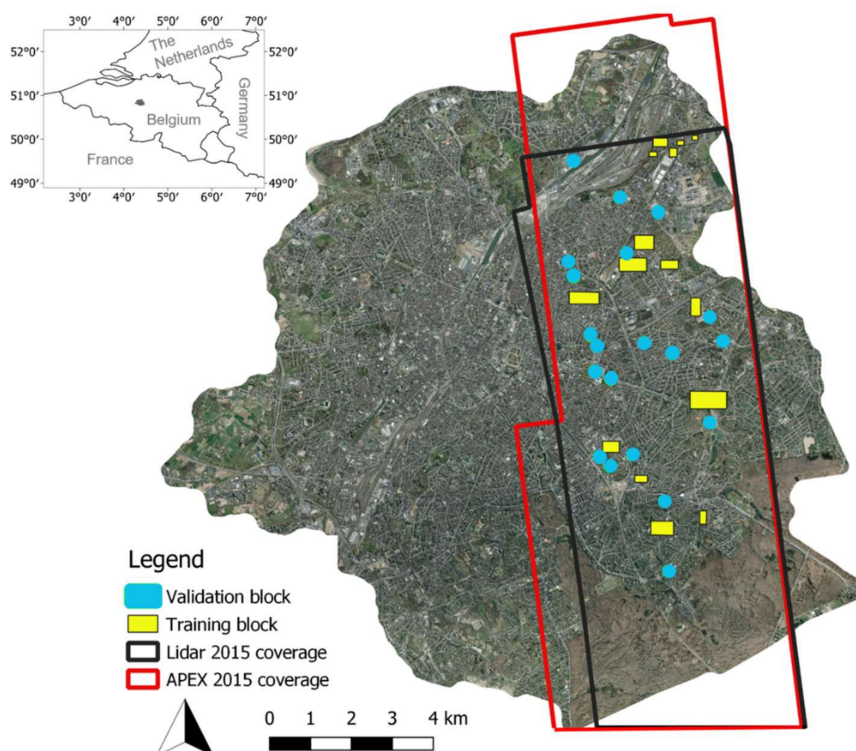 3°0′ 4°0′ 5°0′ 6°0′ 7°0′
52°0′
51°0′
50°0′
49°0′
The
Netherlands
Germany
Belgium
France
52°0′
51°0′
50°0′
49°0′
3°0′ 4°0′ 5°0′ 6°0′ 7°0′
Legend
Validation block
Training block
Lidar 2015 coverage
APEX 2015 coverage
0 1 2 3 4 km